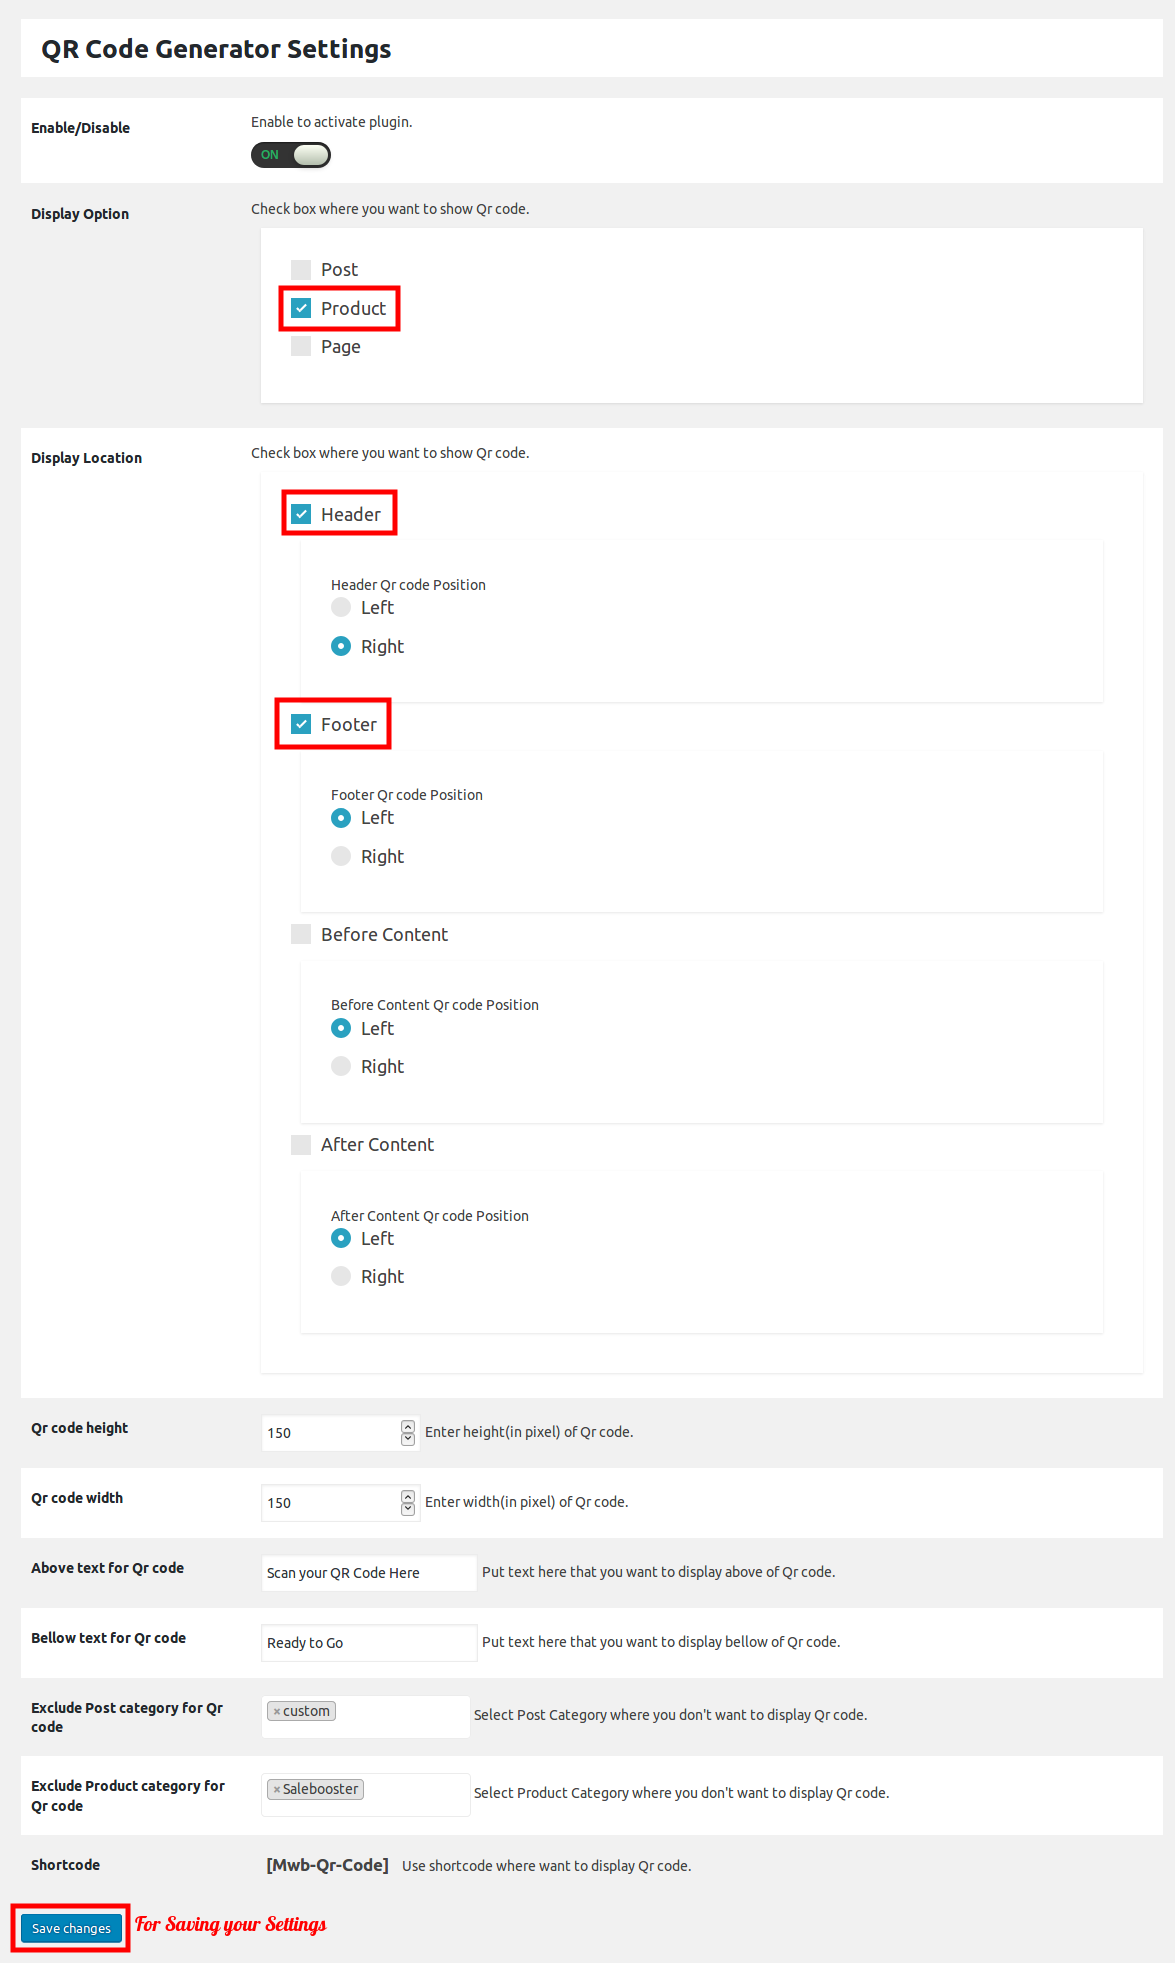 QR Code Generator Settings
Enable/Disable
Enable to activate plugin.
ON
Display Option
Check box where you want to show Qr code.
Post
Product
Page
Display Location
Check box where you want to show Qr code.
Header
Header Qr code Position
Left
Right
Footer
Footer Qr code Position
Left
Right
Before Content
Before Content Qr code Position
Left
Right
After Content
After Content Qr code Position
Left
Right
Qr code height
150
Enter height(in pixel) of Qr code.
Qr code width
150
Enter width(in pixel) of Qr code.
Above text for Qr code
Scan your QR Code Here
Put text here that you want to display above of Qr code.
Bellow text for Qr code
Ready to Go
Put text here that you want to display bellow of Qr code.
Exclude Post category for Qr
code
× custom
Select Post Category where you don't want to display Qr code.
Exclude Product category for
Qr code
× Salebooster
Select Product Category where you don't want to display Qr code.
Shortcode
[Mwb-Qr-Code]
Use shortcode where want to display Qr code.
Save changes
For Saving your Settings